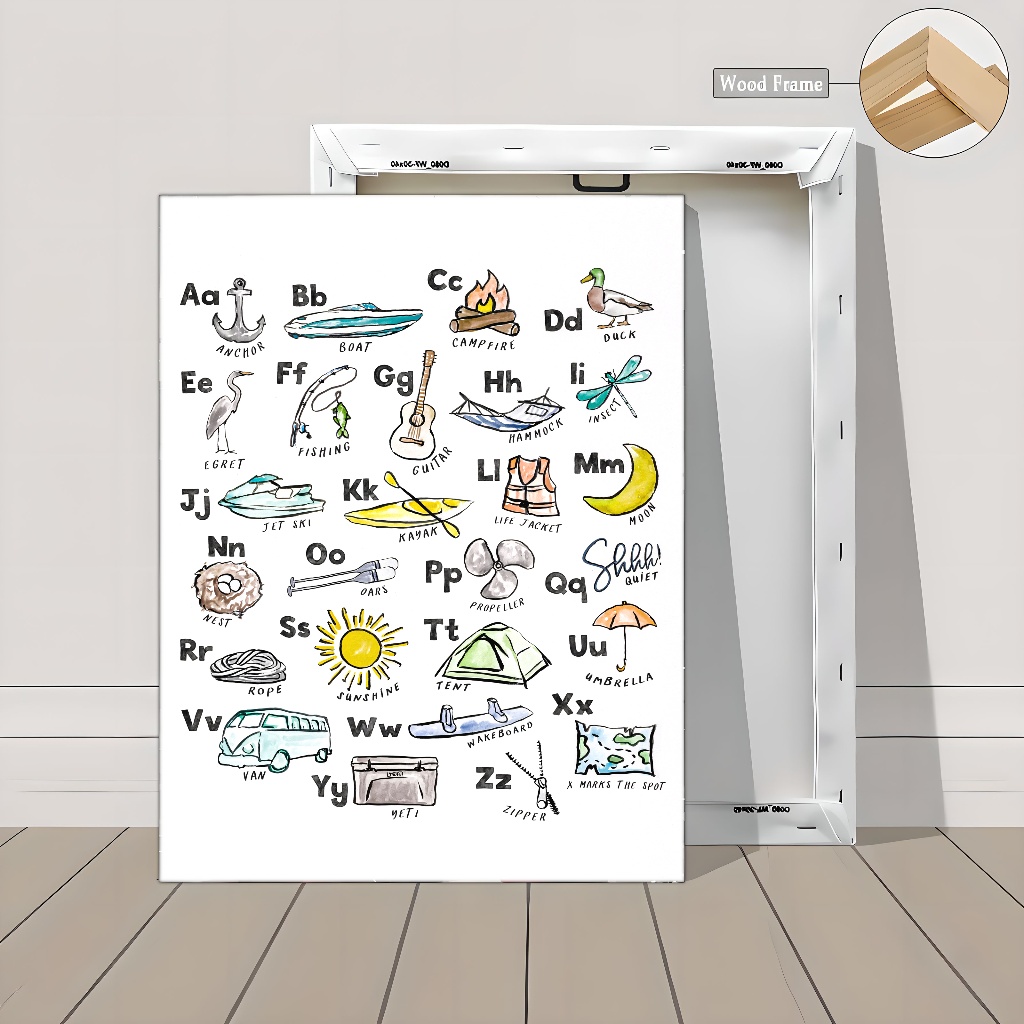 Wood Frame
Aa
ANCHOR
Bb
BOAT
Cc
CAMPFIRE
Dd
DUCK
Ee
EGRET
Ff
FISHING
Gg
GUITAR
Hh
HAMMOCK
Ii
INSECT
Jj
JET SKI
Kk
KAYAK
Ll
LIFE JACKET
Mm
MOON
Nn
NEST
Oo
OARS
Pp
PROPELLER
Qq
Shhh!
QUIET
Rr
ROPE
Ss
SUNSHINE
Tt
TENT
Uu
UMBRELLA
Vv
VAN
Ww
WAKEBOARD
Xx
X MARKS THE SPOT
Yy
YETI
YETI
Zz
ZIPPER